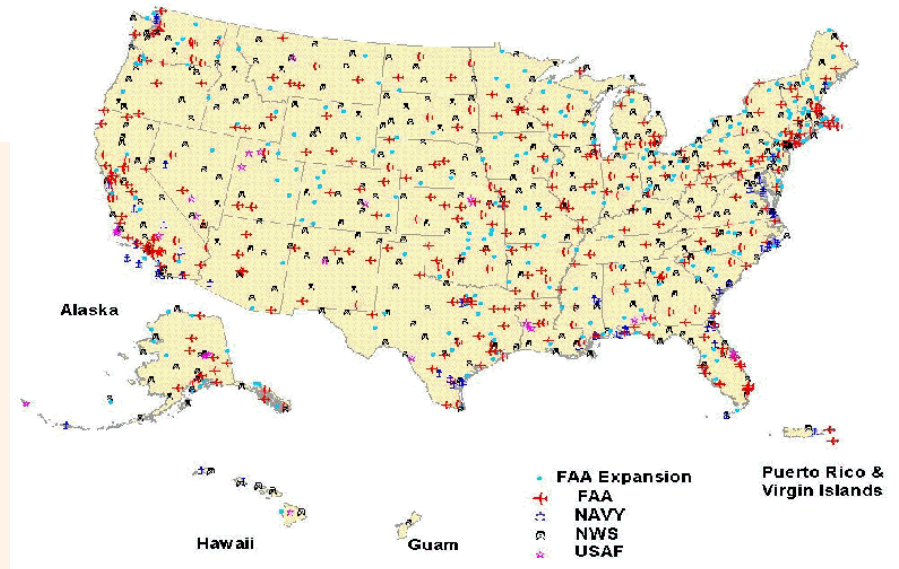 Alaska
Puerto Rico &
Virgin Islands
FAA Expansion
FAA
NAVY
NWS
USAF
Hawaii
Guam